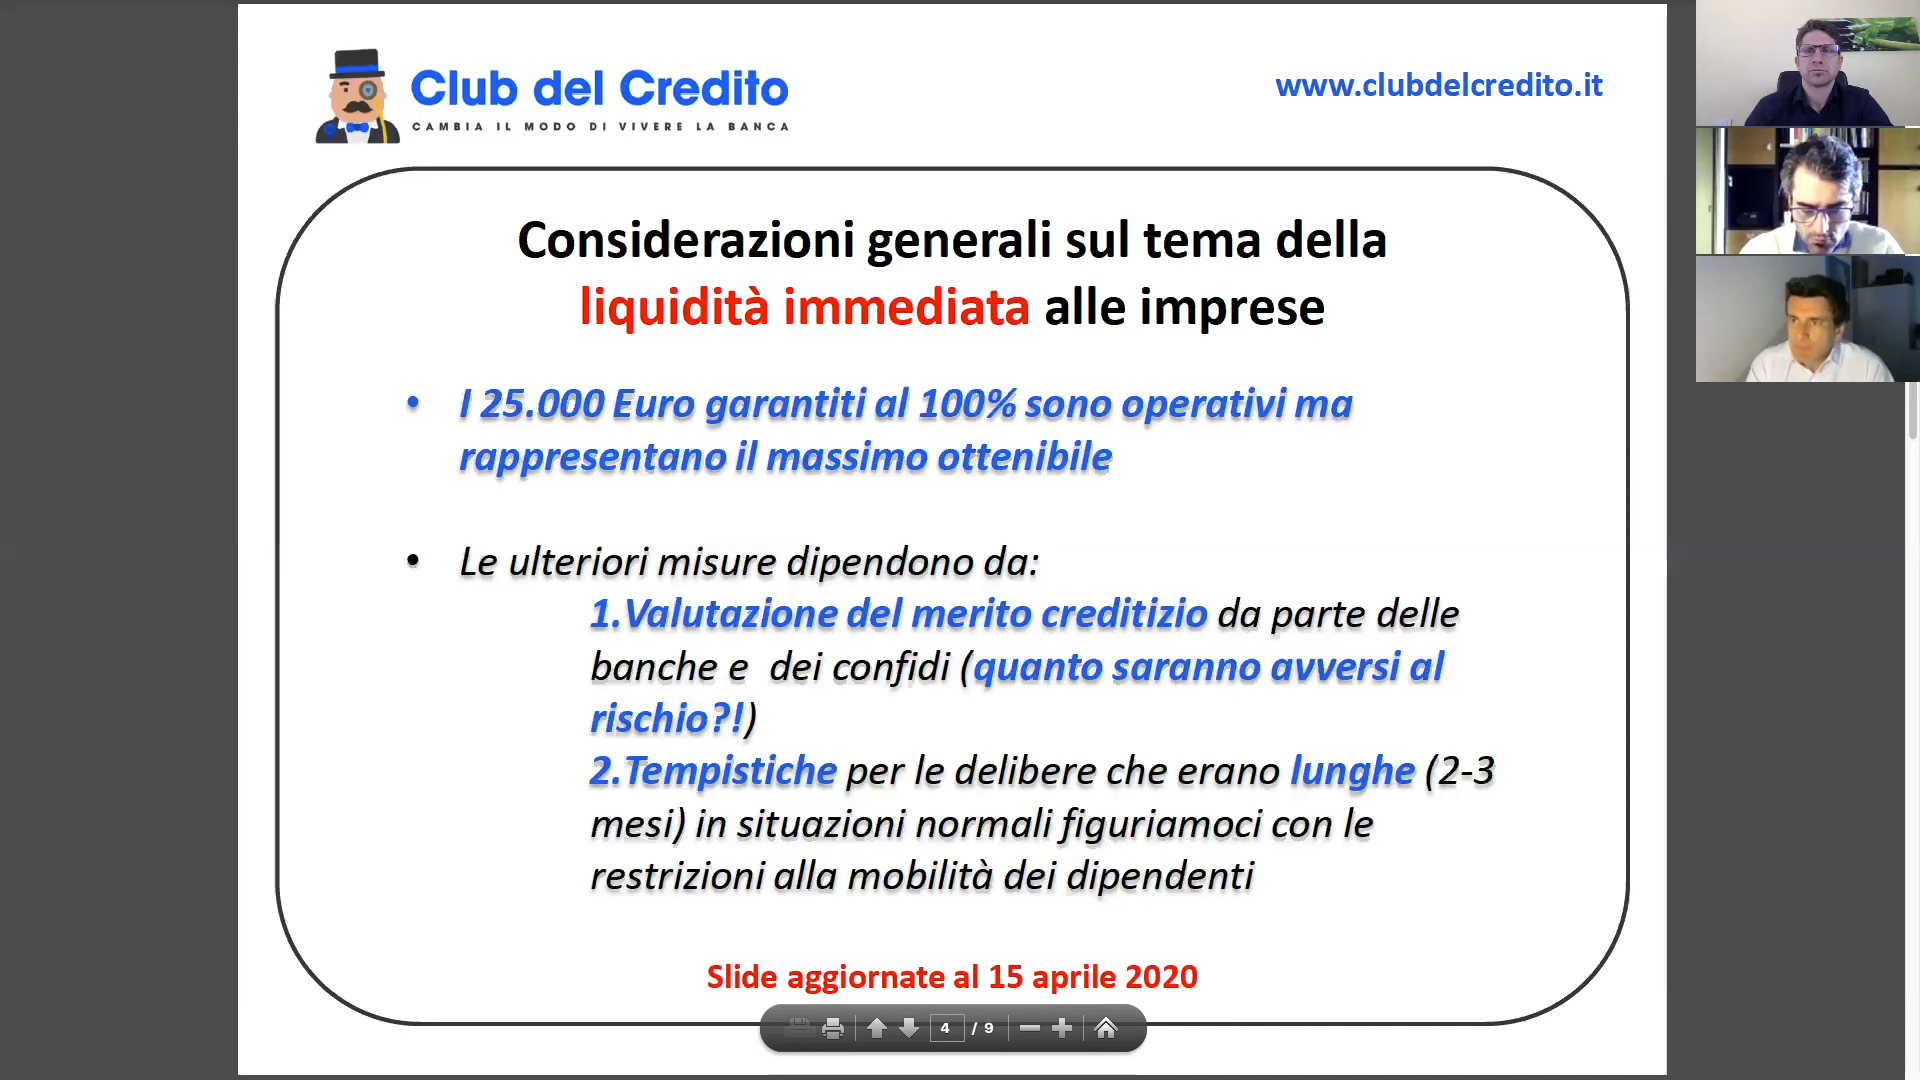 Club del Credito
CAMBIA IL MODO DI VIVERE LA BANCA
www.clubdelcredito.it
Considerazioni generali sul tema della
liquidità immediata alle imprese
• I 25.000 Euro garantiti al 100% sono operativi ma
rappresentano il massimo ottenibile
• Le ulteriori misure dipendono da:
1.Valutazione del merito creditizio da parte delle
banche e  dei confidi (quanto saranno avversi al
rischio?!)
2.Tempistiche per le delibere che erano lunghe (2-3
mesi) in situazioni normali figuriamoci con le
restrizioni alla mobilità dei dipendenti
Slide aggiornate al 15 aprile 2020
4 / 9